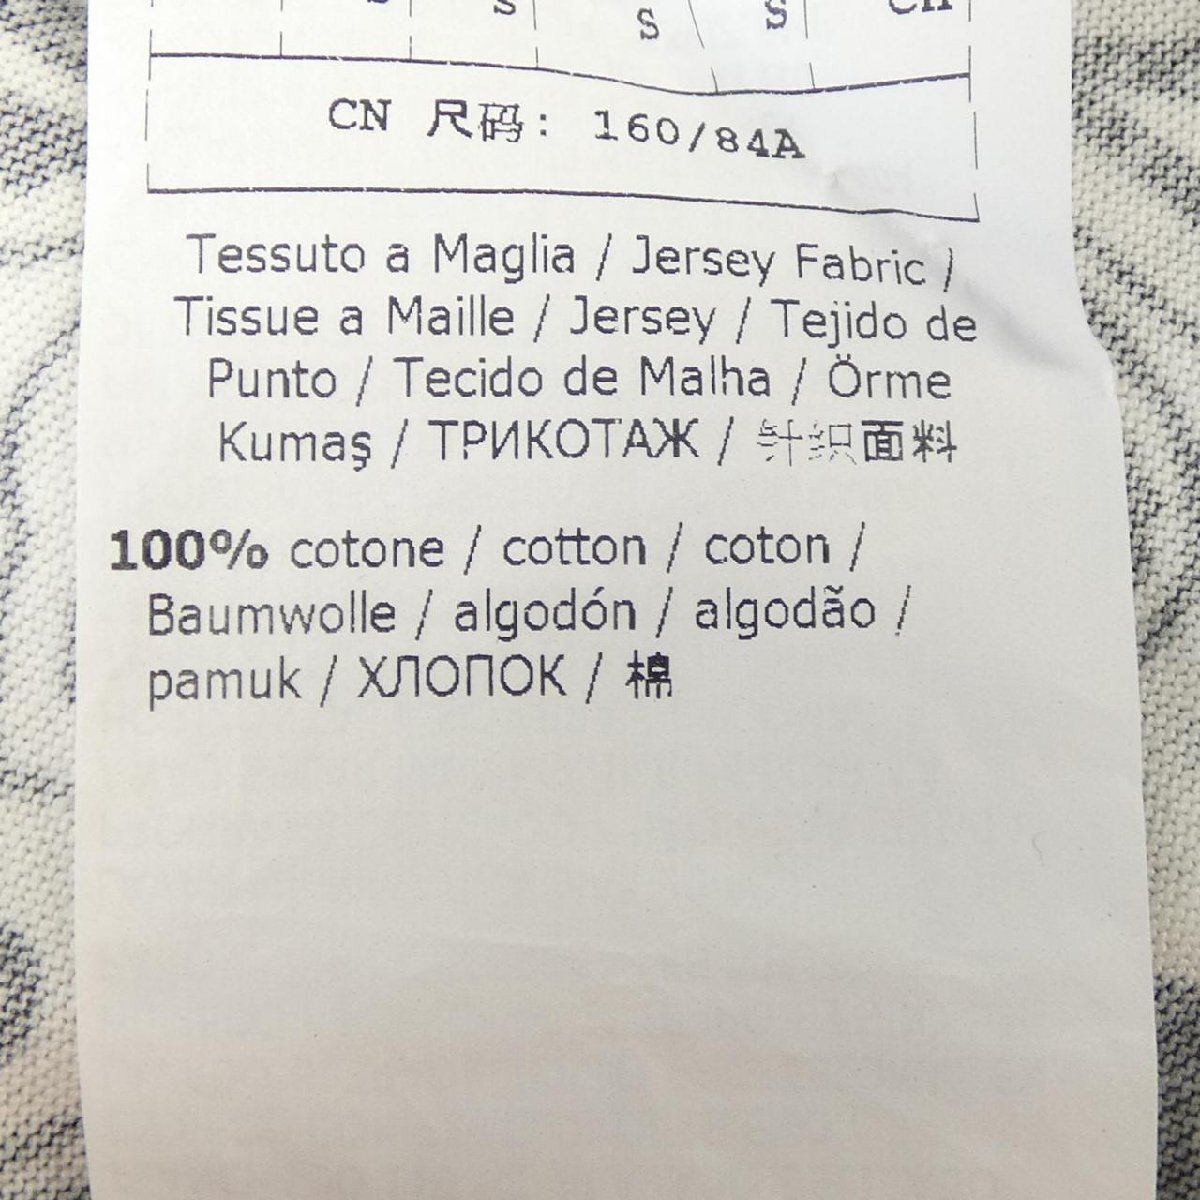 S S S S CH
CN 尺码: 160/84A
Tessuto a Maglia / Jersey Fabric /
Tissue a Maille / Jersey / Tejido de
Punto / Tecido de Malha / Örme
Kumaş / ТРИКОТАЖ / 针织面料
100% cotone / cotton / coton /
Baumwolle / algodón / algodão /
pamuk / ХЛОПОК / 棉